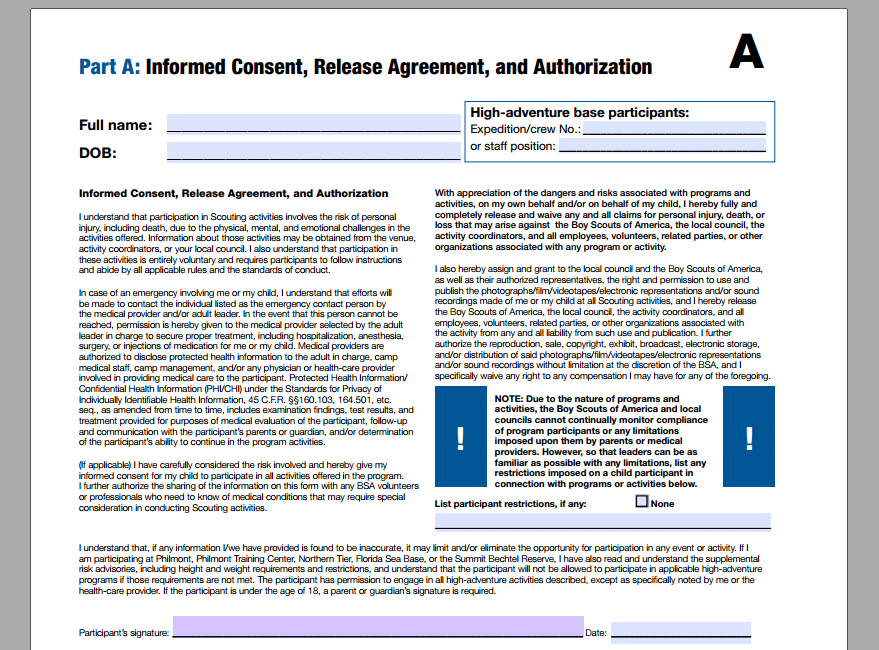 A
Part A: Informed Consent, Release Agreement, and Authorization
Full name:
DOB:
High-adventure base participants:
Expedition/crew No.:
or staff position:
Informed Consent, Release Agreement, and Authorization
I understand that participation in Scouting activities involves the risk of personal
injury, including death, due to the physical, mental, and emotional challenges in the
activities offered. Information about those activities may be obtained from the venue,
activity coordinators, or your local council. I also understand that participation in
these activities is entirely voluntary and requires participants to follow instructions
and abide by all applicable rules and the standards of conduct.
In case of an emergency involving me or my child, I understand that efforts will
be made to contact the individual listed as the emergency contact person by
the medical provider and/or adult leader. In the event that this person cannot be
reached, permission is hereby given to the medical provider selected by the adult
leader in charge to secure proper treatment, including hospitalization, anesthesia,
surgery, or injections of medication for me or my child. Medical providers are
authorized to disclose protected health information to the adult in charge, camp
medical staff, camp management, and/or any physician or health-care provider
involved in providing medical care to the participant. Protected Health Information/
Confidential Health Information (PHI/CHI) under the Standards for Privacy of
Individually Identifiable Health Information, 45 C.F.R. §§160.103, 164.501, etc.
seq., as amended from time to time, includes examination findings, test results, and
treatment provided for purposes of medical evaluation of the participant, follow-up
and communication with the participant's parents or guardian, and/or determination
of the participant's ability to continue in the program activities.
(If applicable) I have carefully considered the risk involved and hereby give my
informed consent for my child to participate in all activities offered in the program.
I further authorize the sharing of the information on this form with any BSA volunteers
or professionals who need to know of medical conditions that may require special
consideration in conducting Scouting activities.
With appreciation of the dangers and risks associated with programs and
activities, on my own behalf and/or on behalf of my child, I hereby fully and
completely release and waive any and all claims for personal injury, death, or
loss that may arise against the Boy Scouts of America, the local council, the
activity coordinators, and all employees, volunteers, related parties, or other
organizations associated with any program or activity.
I also hereby assign and grant to the local council and the Boy Scouts of America,
as well as their authorized representatives, the right and permission to use and
publish the photographs/film/videotapes/electronic representations and/or sound
recordings made of me or my child at all Scouting activities, and I hereby release
the Boy Scouts of America, the local council, the activity coordinators, and all
employees, volunteers, related parties, or other organizations associated with
the activity from any and all liability from such use and publication. I further
authorize the reproduction, sale, copyright, exhibit, broadcast, electronic storage,
and/or distribution of said photographs/film/videotapes/electronic representations
and/or sound recordings without limitation at the discretion of the BSA, and I
specifically waive any right to any compensation I may have for any of the foregoing.
!
NOTE: Due to the nature of programs and
activities, the Boy Scouts of America and local
councils cannot continually monitor compliance
of program participants or any limitations
imposed upon them by parents or medical
providers. However, so that leaders can be as
familiar as possible with any limitations, list any
restrictions imposed on a child participant in
connection with programs or activities below.
!
List participant restrictions, if any:
None
I understand that, if any information I/we have provided is found to be inaccurate, it may limit and/or eliminate the opportunity for participation in any event or activity. If I
am participating at Philmont, Philmont Training Center, Northern Tier, Florida Sea Base, or the Summit Bechtel Reserve, I have also read and understand the supplemental
risk advisories, including height and weight requirements and restrictions, and understand that the participant will not be allowed to participate in applicable high-adventure
programs if those requirements are not met. The participant has permission to engage in all high-adventure activities described, except as specifically noted by me or the
health-care provider. If the participant is under the age of 18, a parent or guardian's signature is required.
Participant's signature:
Date: